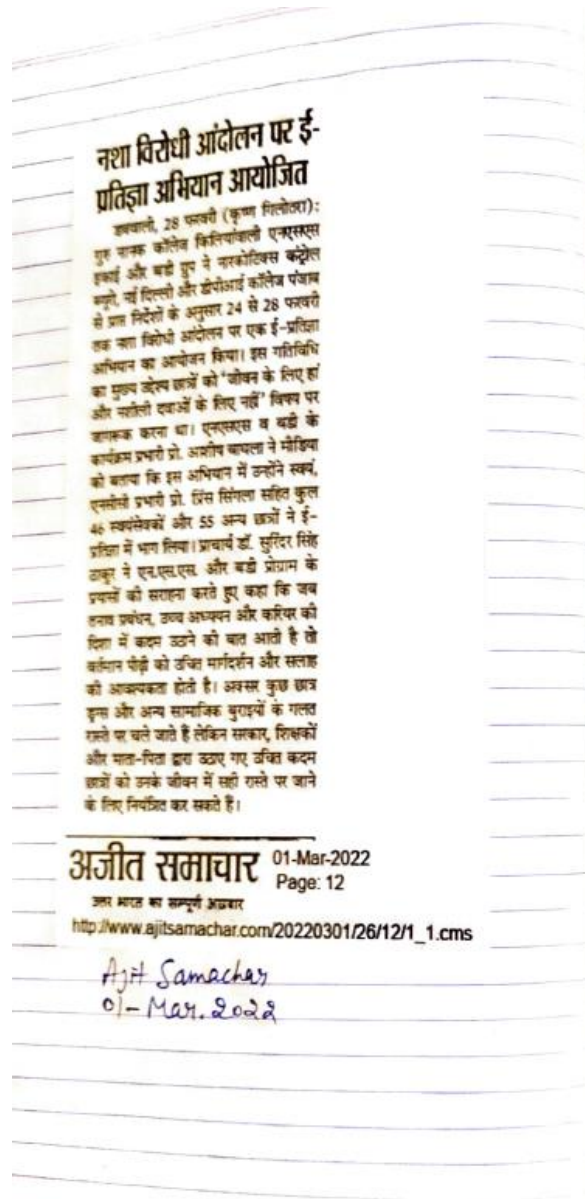 नशा विरोधी आंदोलन पर ई-
प्रतिज्ञा अभियान आयोजित
डबवाली, 28 फरवरी (कृष्ण गिलोतरा):
गुरु नानक कॉलेज किलियांवाली एनएसएस
इकाई और बडी ग्रुप ने नारकोटिक्स कंट्रोल
ब्यूरो, नई दिल्ली और डीपीआई कॉलेज पंजाब
से प्राप्त निर्देशों के अनुसार 24 से 28 फरवरी
तक नशा विरोधी आंदोलन पर एक ई-प्रतिज्ञा
अभियान का आयोजन किया। इस गतिविधि
का मुख्य उद्देश्य छात्रों को "जीवन के लिए हां
और नशीली दवाओं के लिए नहीं" विषय पर
जागरूक करना था। एनएसएस व बडी के
कार्यक्रम प्रभारी प्रो. आशीष बाघला ने मीडिया
को बताया कि इस अभियान में उन्होंने स्वयं,
एनसीसी प्रभारी प्रो. प्रिंस सिंगला सहित कुल
46 स्वयंसेवकों और 55 अन्य छात्रों ने ई-
प्रतिज्ञा में भाग लिया। प्राचार्य डॉ. सुरिंदर सिंह
ठाकुर ने एन.एस.एस. और बडी प्रोग्राम के
प्रयासों की सराहना करते हुए कहा कि जब
तनाव प्रबंधन, उच्च अध्ययन और करियर की
दिशा में कदम उठाने की बात आती है तो
वर्तमान पीढ़ी को उचित मार्गदर्शन और सलाह
की आवश्यकता होती है। अक्सर कुछ छात्र
ड्रग्स और अन्य सामाजिक बुराइयों के गलत
रास्ते पर चले जाते हैं लेकिन सरकार, शिक्षकों
और माता-पिता द्वारा उठाए गए उचित कदम
छात्रों को उनके जीवन में सही रास्ते पर जाने
के लिए नियंत्रित कर सकते हैं।
अजीत समाचार 01-Mar-2022
Page: 12
उत्तर भारत का सम्पूर्ण अखबार
http://www.ajitsamachar.com/20220301/26/12/1_1.cms
Ajit Samachar
01-Mar.2022